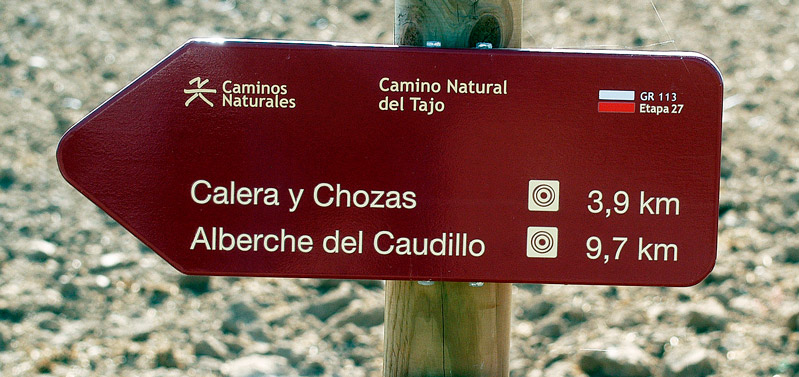 Caminos
Naturales
Camino Natural
del Tajo
GR 113
Etapa 27
Calera y Chozas 3,9 km
Alberche del Caudillo 9,7 km